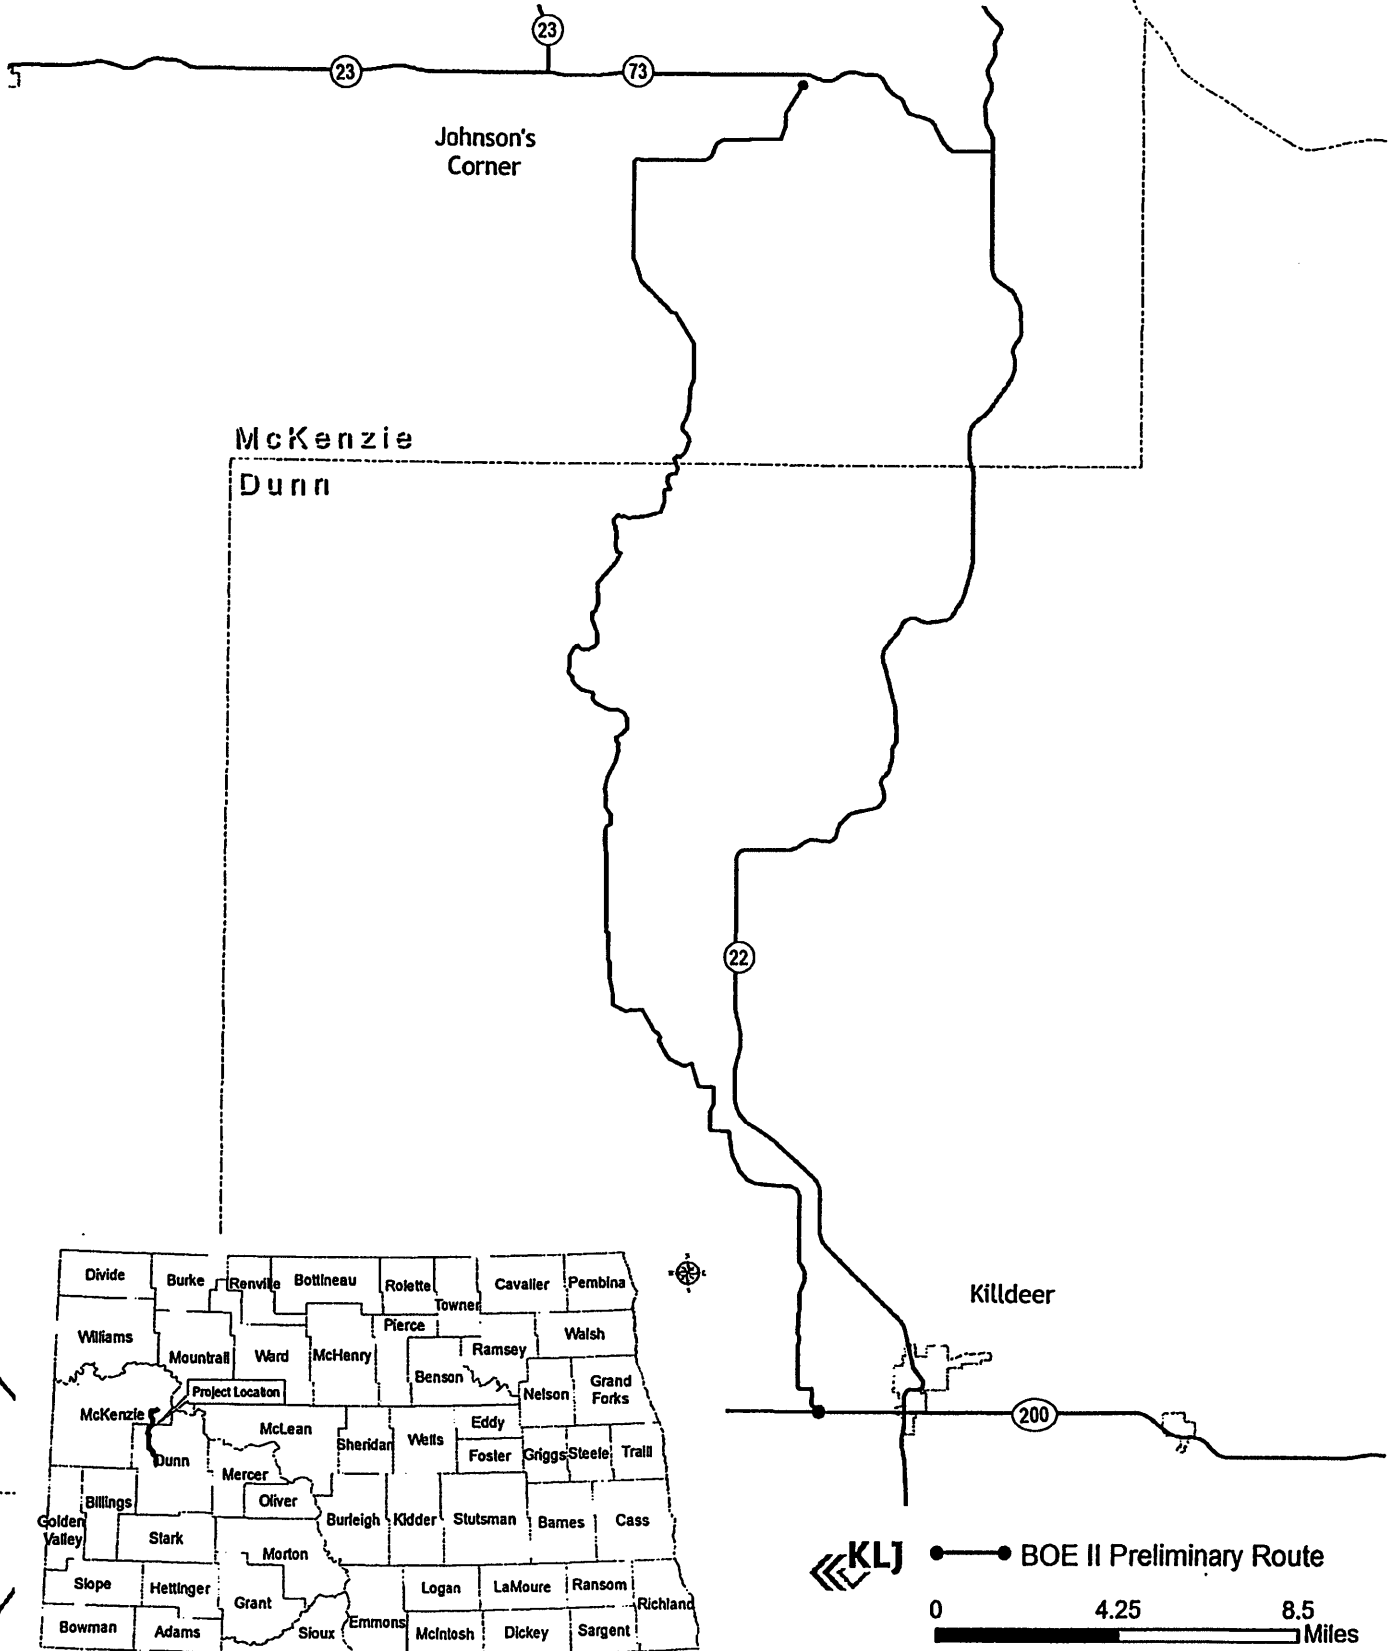 23
23
73
Johnson's
Corner
McKenzie
Dunn
22
Killdeer
200
Divide
Burke
Renville
Bottineau
Rolette
Towner
Cavalier
Pembina
Pierce
Williams
Mountrail
Ward
McHenry
Ramsey
Walsh
Benson
Nelson
Grand
Forks
Project Location
McKenzie
McLean
Sheridan
Wells
Eddy
Foster
Griggs
Steele
Traill
Dunn
Mercer
Oliver
Billings
Golden
Valley
Stark
Burleigh
Kidder
Stutsman
Barnes
Cass
Morton
Slope
Hettinger
Grant
Logan
LaMoure
Ransom
Richland
Bowman
Adams
Sioux
Emmons
McIntosh
Dickey
Sargent
KLJ
BOE II Preliminary Route
0 4.25 8.5
Miles